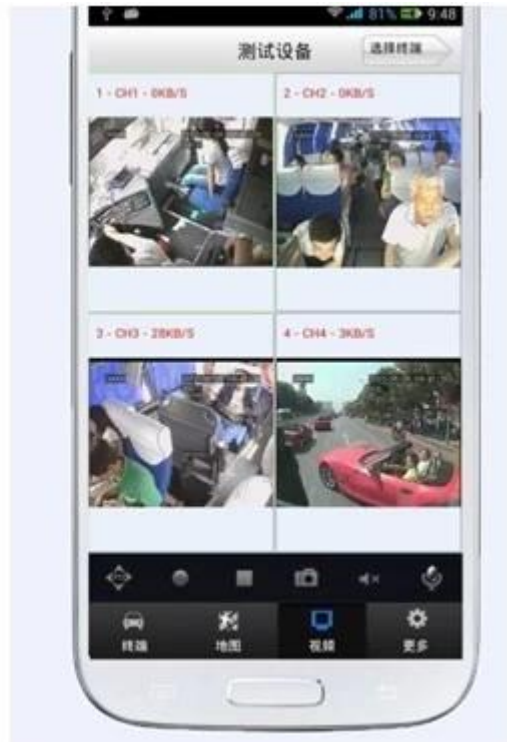 81% 9:48
测试设备
选择终端
1 - CH1 - 0KB/S
2 - CH2 - 0KB/S
3 - CH3 - 28KB/S
4 - CH4 - 3KB/S
终端
地图
视频
更多